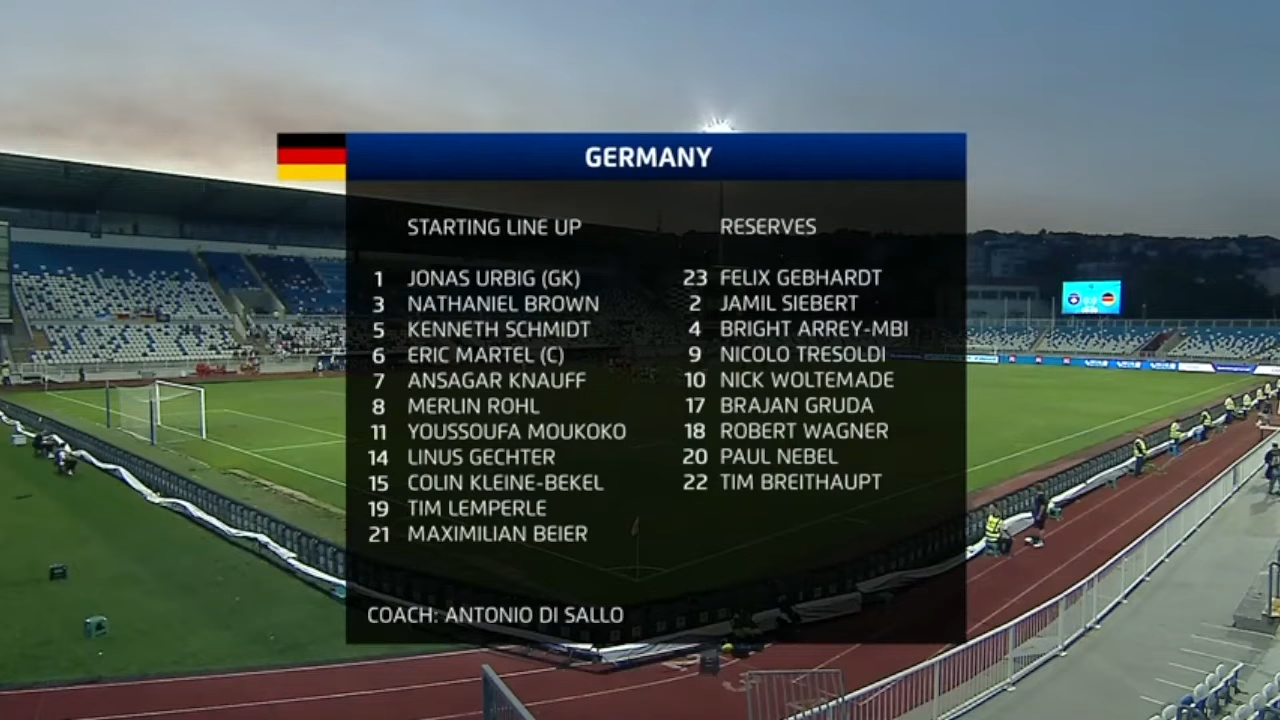 GERMANY
STARTING LINE UP
1 JONAS URBIG (GK)
3 NATHANIEL BROWN
5 KENNETH SCHMIDT
6 ERIC MARTEL (C)
7 ANSAGAR KNAUFF
8 MERLIN ROHL
11 YOUSSOUFA MOUKOKO
14 LINUS GECHTER
15 COLIN KLEINE-BEKEL
19 TIM LEMPERLE
21 MAXIMILIAN BEIER
RESERVES
23 FELIX GEBHARDT
2 JAMIL SIEBERT
4 BRIGHT ARREY-MBI
9 NICOLO TRESOLDI
10 NICK WOLTEMADE
17 BRAJAN GRUDA
18 ROBERT WAGNER
20 PAUL NEBEL
22 TIM BREITHAUPT
COACH: ANTONIO DI SALLO